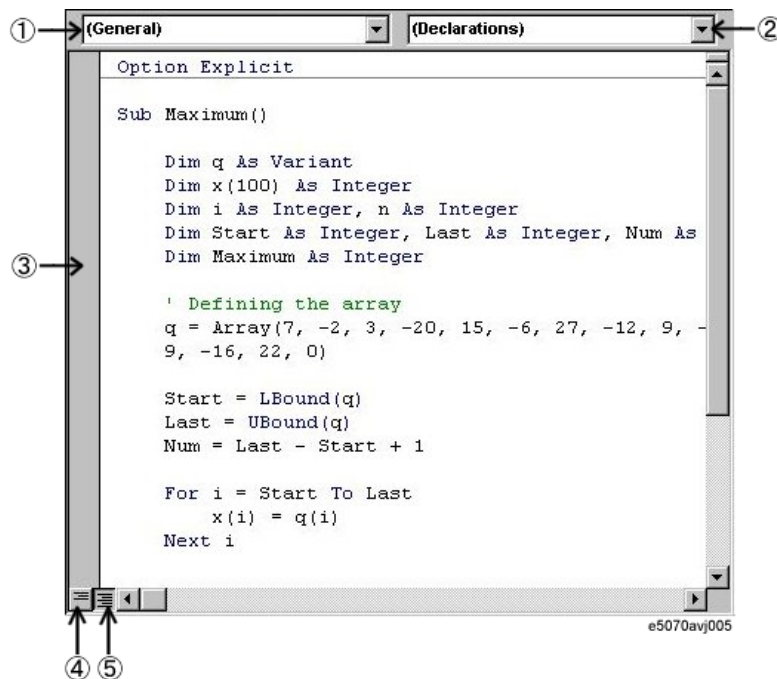 ① (General) (Declarations) ②
Option Explicit
Sub Maximum()
Dim q As Variant
Dim x(100) As Integer
Dim i As Integer, n As Integer
Dim Start As Integer, Last As Integer, Num As
③
Dim Maximum As Integer
' Defining the array
q = Array(7, -2, 3, -20, 15, -6, 27, -12, 9, -
9, -16, 22, 0)
Start = LBound(q)
Last = UBound(q)
Num = Last - Start + 1
For i = Start To Last
x(i) = q(i)
Next i
e5070avj005
④ ⑤